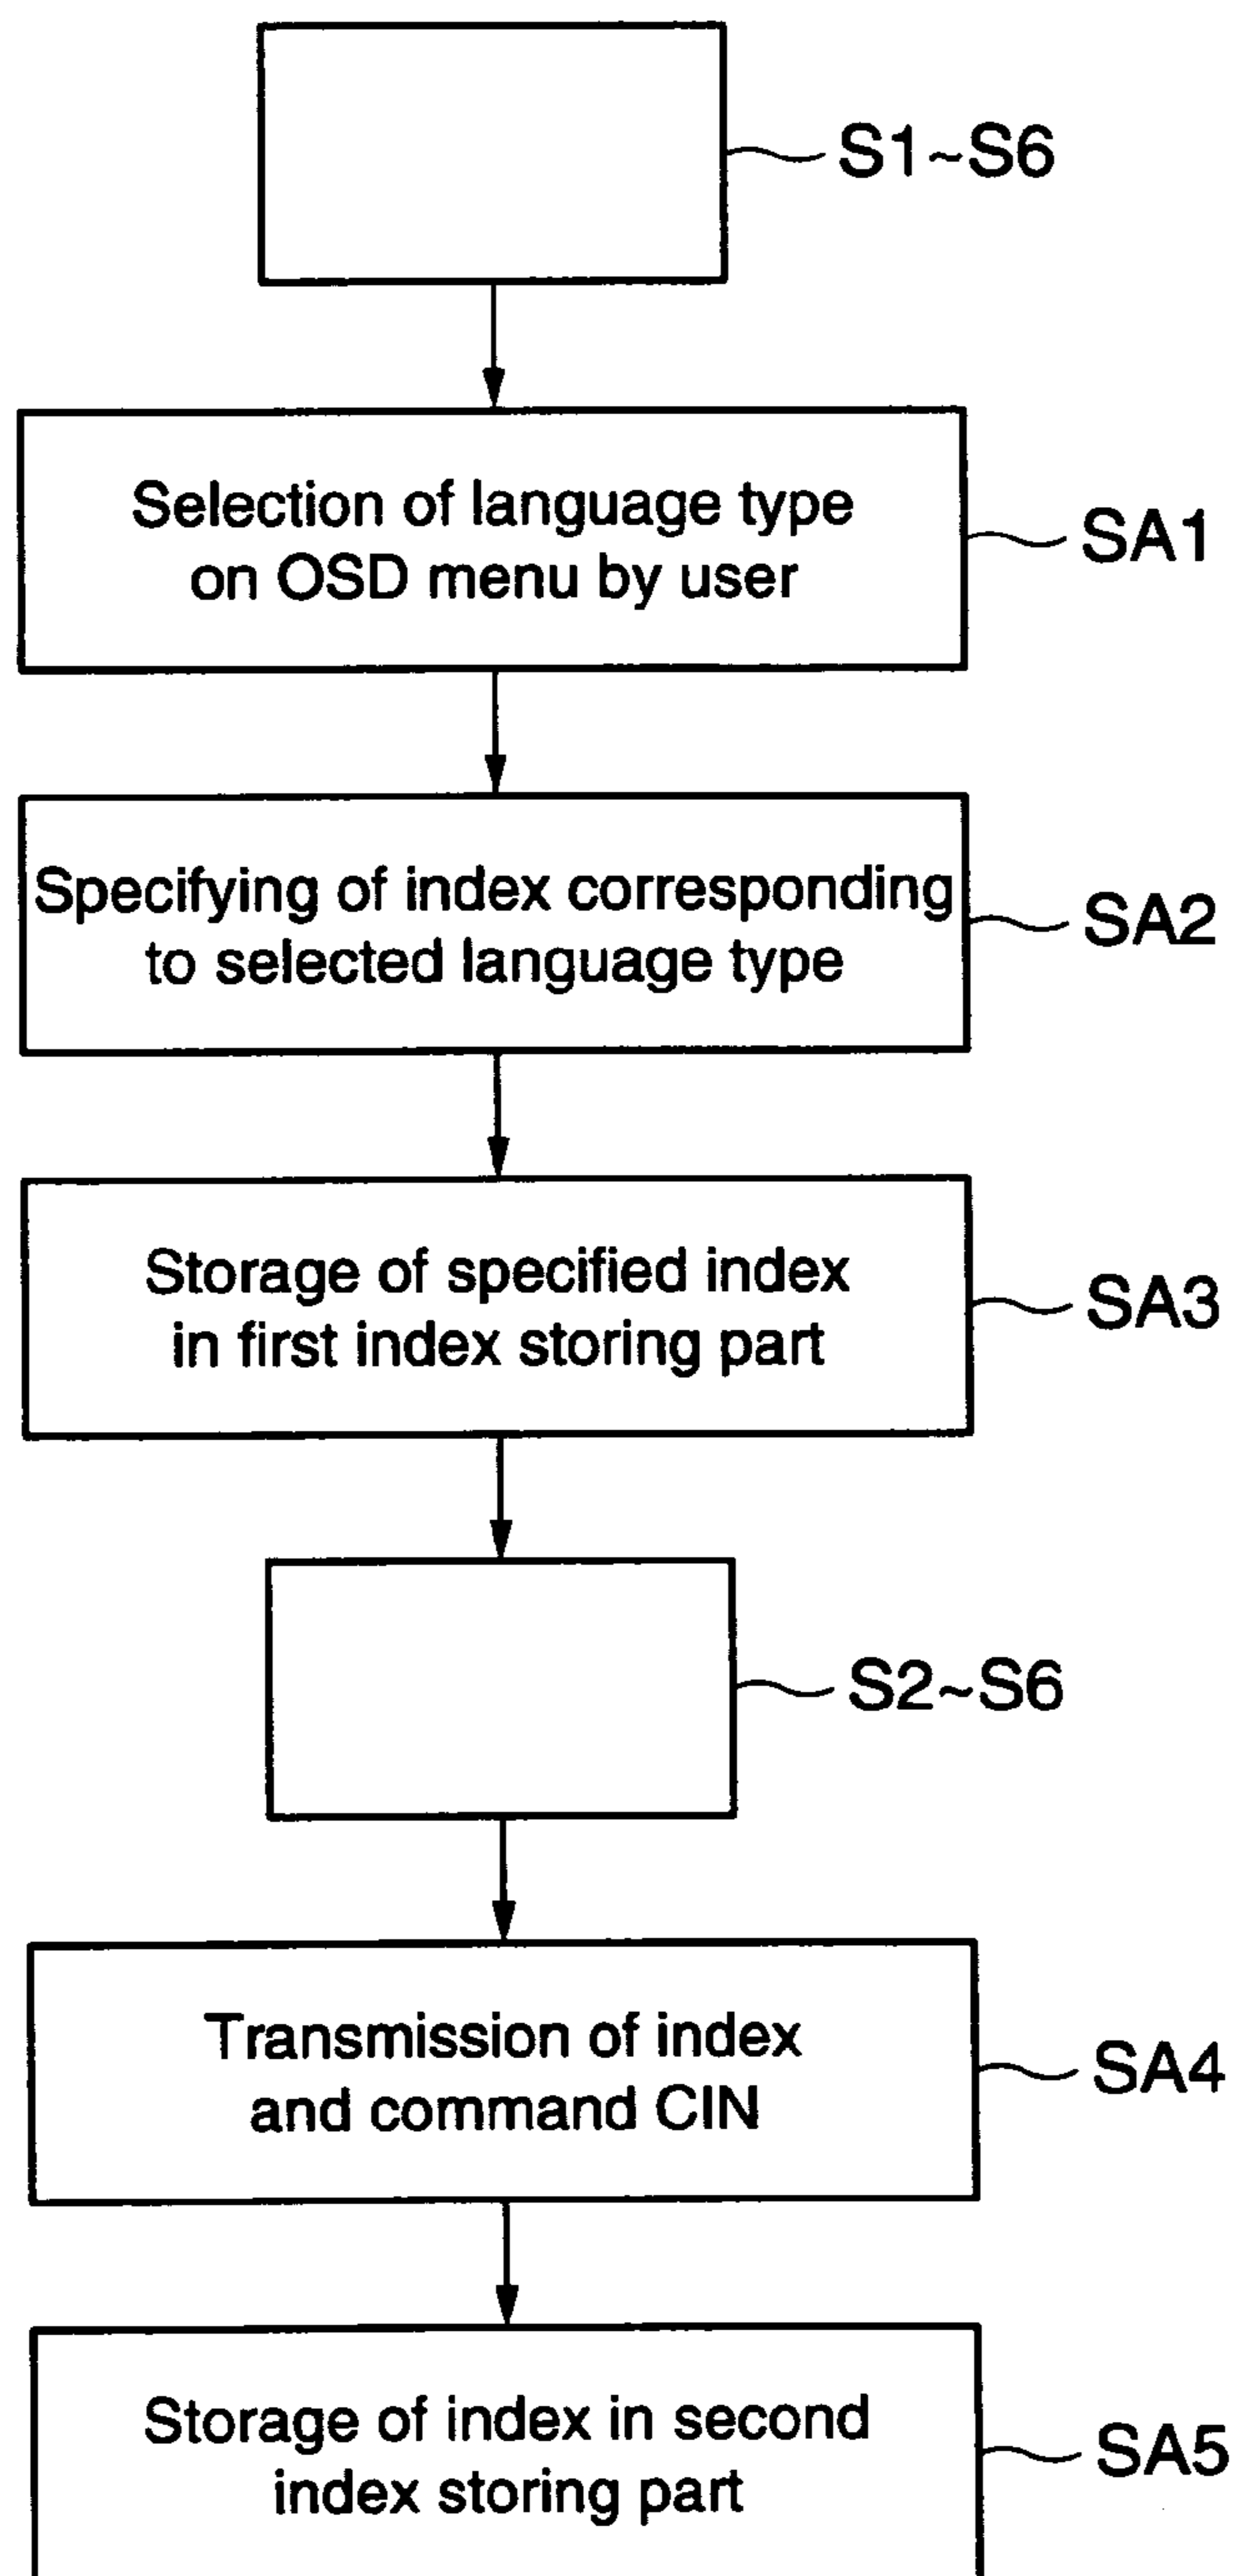 S1~S6
Selection of language type
on OSD menu by user
SA1
Specifying of index corresponding
to selected language type
SA2
Storage of specified index
in first index storing part
SA3
S2~S6
Transmission of index
and command CIN
SA4
Storage of index in second
index storing part
SA5